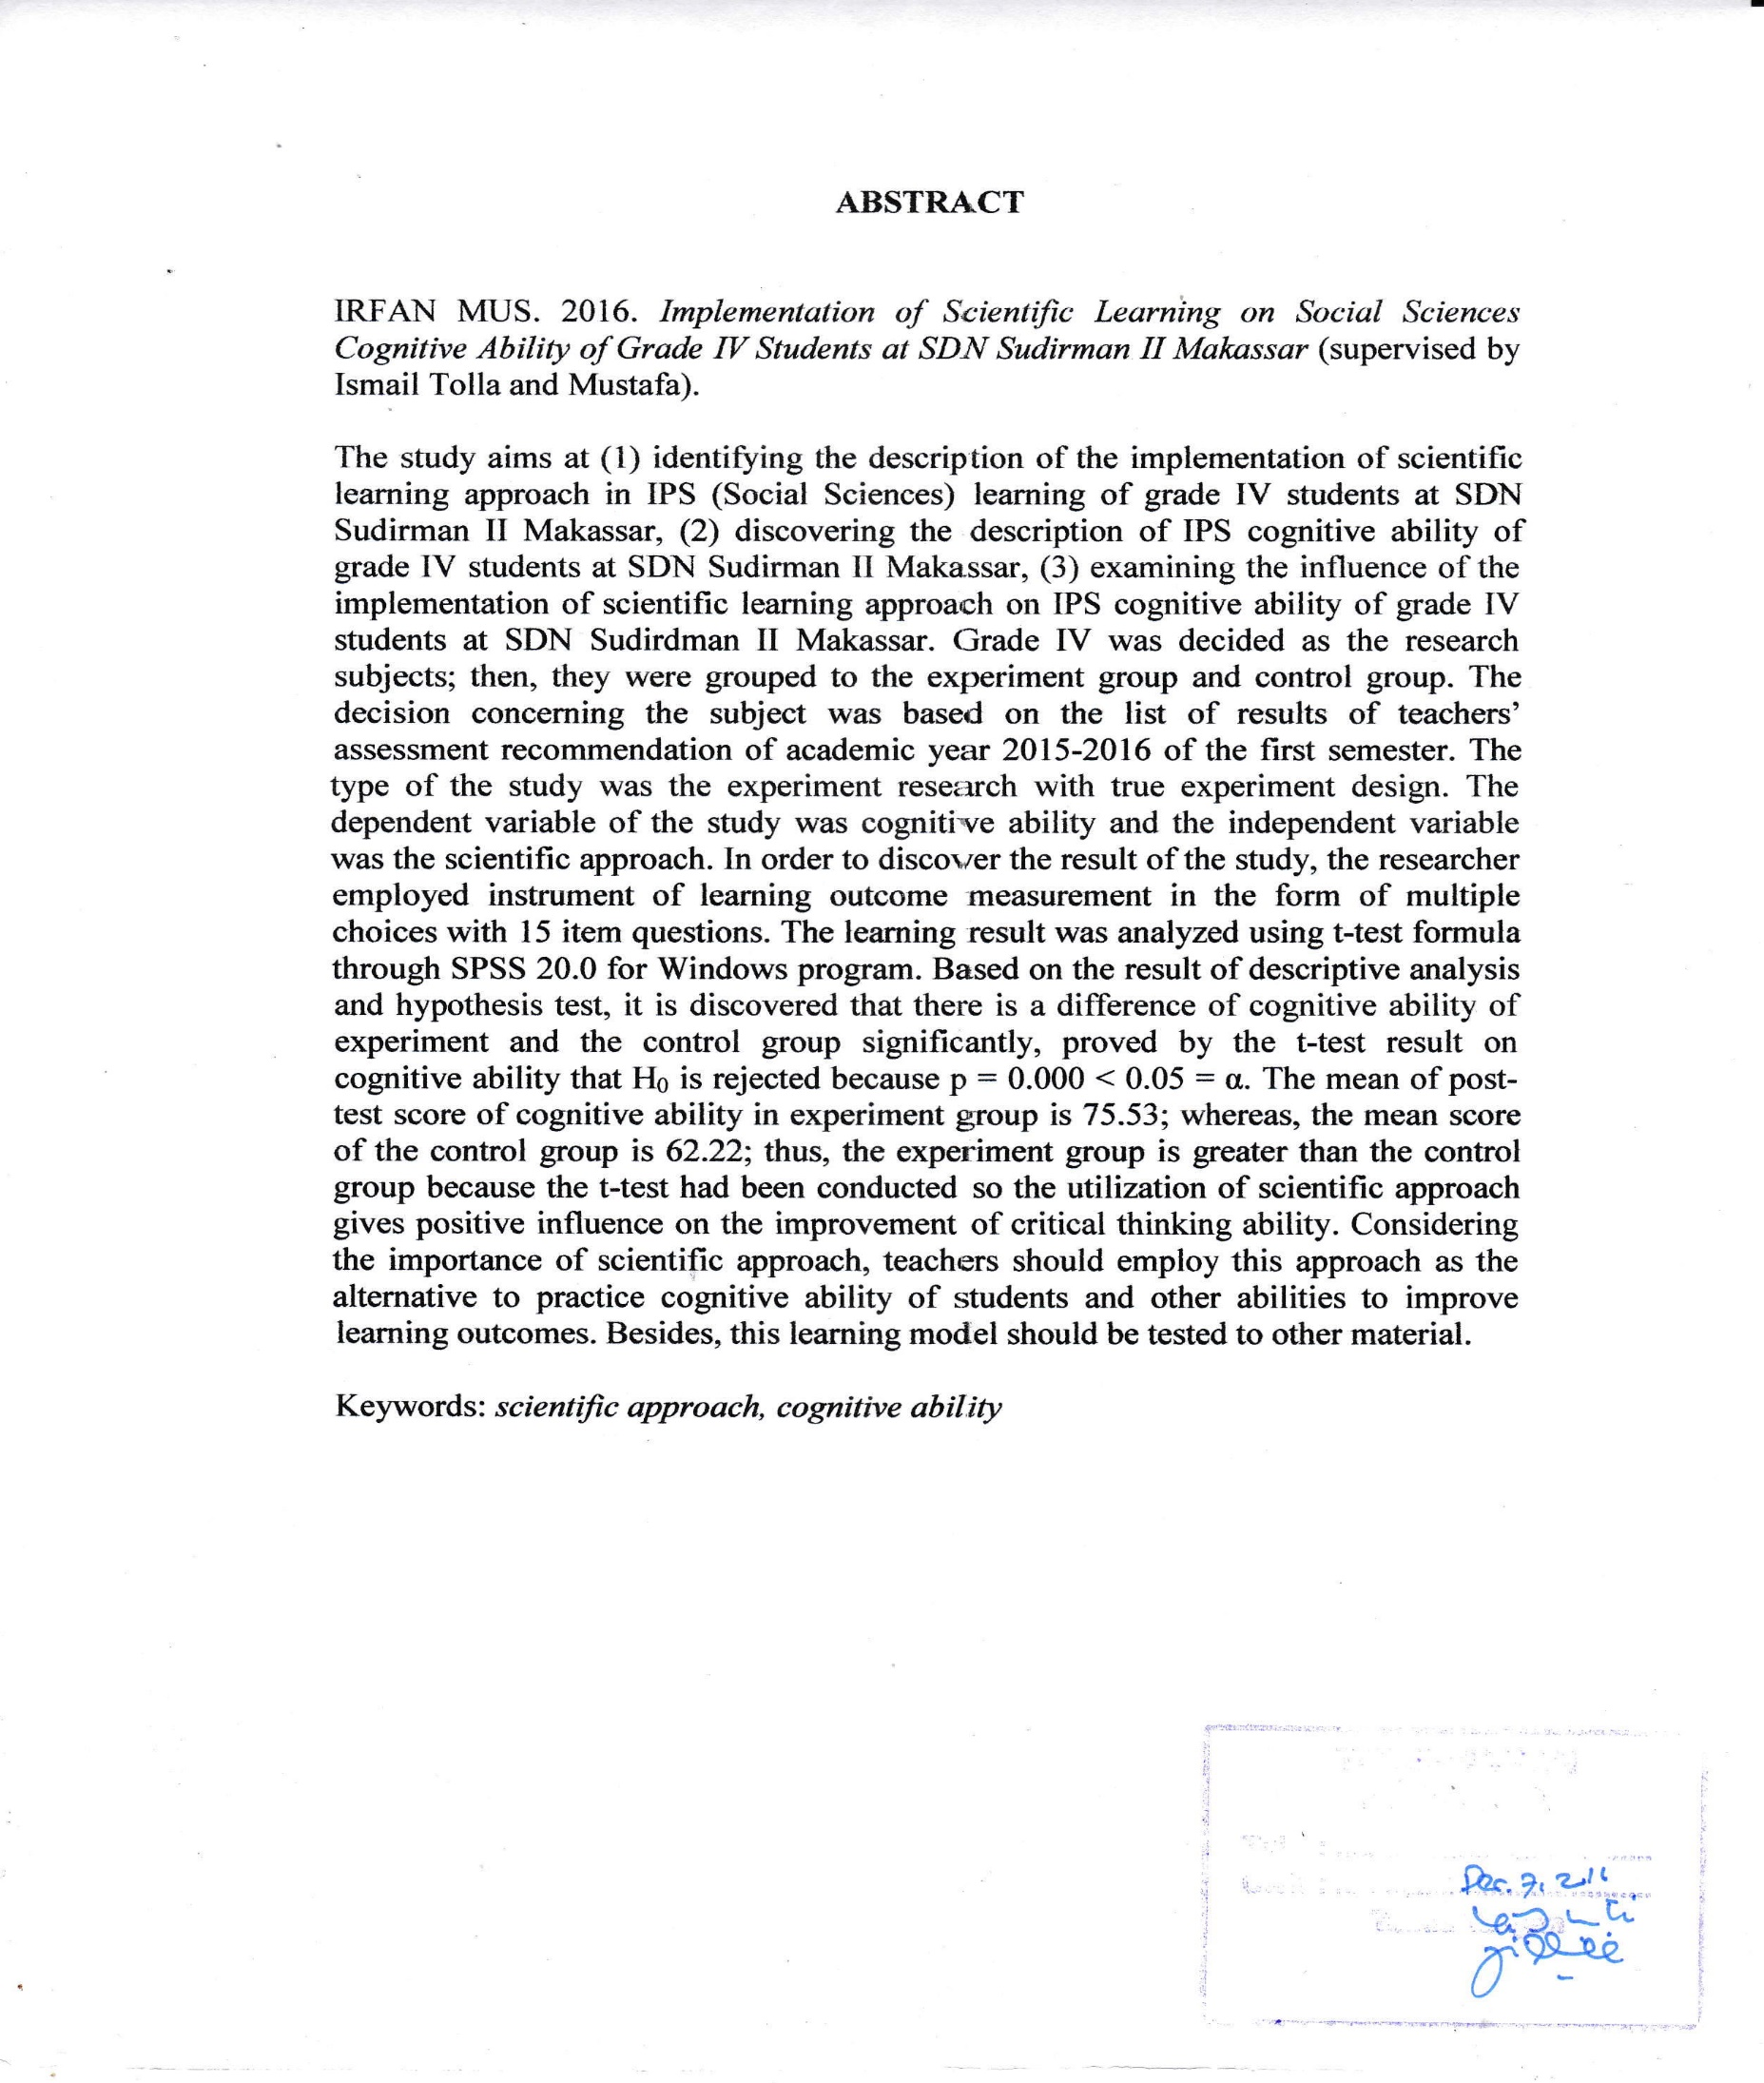 ABSTRACT
IRFAN MUS. 2016. Implementation of Scientific Learning on Social Sciences
Cognitive Ability of Grade IV Students at SDN Sudirman II Makassar (supervised by
Ismail Tolla and Mustafa).
The study aims at (1) identifying the description of the implementation of scientific
learning approach in IPS (Social Sciences) learning of grade IV students at SDN
Sudirman II Makassar, (2) discovering the description of IPS cognitive ability of
grade IV students at SDN Sudirman II Makassar, (3) examining the influence of the
implementation of scientific learning approach on IPS cognitive ability of grade IV
students at SDN Sudirdman II Makassar. Grade IV was decided as the research
subjects; then, they were grouped to the experiment group and control group. The
decision concerning the subject was based on the list of results of teachers’
assessment recommendation of academic year 2015-2016 of the first semester. The
type of the study was the experiment research with true experiment design. The
dependent variable of the study was cognitive ability and the independent variable
was the scientific approach. In order to discover the result of the study, the researcher
employed instrument of learning outcome measurement in the form of multiple
choices with 15 item questions. The learning result was analyzed using t-test formula
through SPSS 20.0 for Windows program. Based on the result of descriptive analysis
and hypothesis test, it is discovered that there is a difference of cognitive ability of
experiment and the control group significantly, proved by the t-test result on
cognitive ability that H₀ is rejected because p = 0.000 < 0.05 = α. The mean of post-
test score of cognitive ability in experiment group is 75.53; whereas, the mean score
of the control group is 62.22; thus, the experiment group is greater than the control
group because the t-test had been conducted so the utilization of scientific approach
gives positive influence on the improvement of critical thinking ability. Considering
the importance of scientific approach, teachers should employ this approach as the
alternative to practice cognitive ability of students and other abilities to improve
learning outcomes. Besides, this learning model should be tested to other material.
Keywords: scientific approach, cognitive ability
Dec. 7, 2016